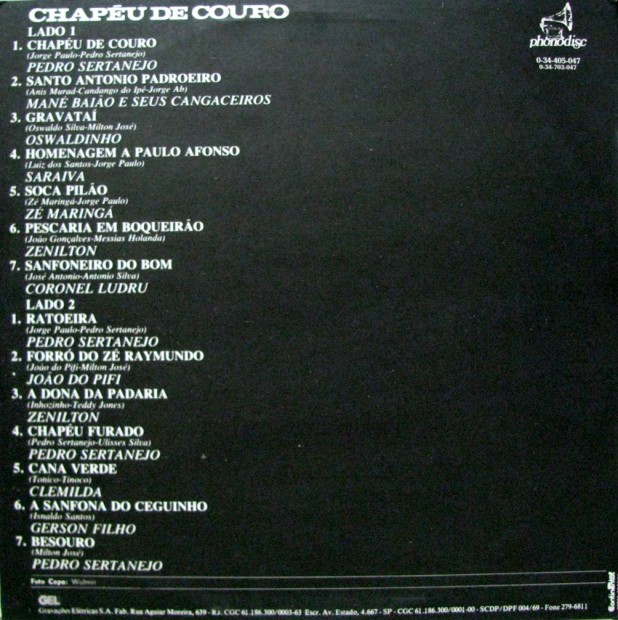 CHAPÉU DE COURO
phonodisc
0-34-405-047
0-34-703-047
LADO 1
1. CHAPÉU DE COURO
(Jorge Paulo-Pedro Sertanejo)
PEDRO SERTANEJO
2. SANTO ANTONIO PADROEIRO
(Anis Murad-Candango do Ipê-Jorge Ab)
MANÉ BAIÃO E SEUS CANGACEIROS
3. GRAVATAÍ
(Oswaldo Silva-Milton José)
OSWALDINHO
4. HOMENAGEM A PAULO AFONSO
(Luiz dos Santos-Jorge Paulo)
SARAIVA
5. SOCA PILÃO
(Zé Maringá-Jorge Paulo)
ZÉ MARINGÁ
6. PESCARIA EM BOQUEIRÃO
(João Gonçalves-Messias Holanda)
ZENILTON
7. SANFONEIRO DO BOM
(José Antonio-Antonio Silva)
CORONEL LUDRU
LADO 2
1. RATOEIRA
(Jorge Paulo-Pedro Sertanejo)
PEDRO SERTANEJO
2. FORRÓ DO ZÉ RAYMUNDO
(João do Pifi-Milton José)
JOÃO DO PIFI
3. A DONA DA PADARIA
(Inhozinho-Teddy Jones)
ZENILTON
4. CHAPÉU FURADO
(Pedro Sertanejo-Ulisses Silva)
PEDRO SERTANEJO
5. CANA VERDE
(Tonico-Tinoco)
CLEMILDA
6. A SANFONA DO CEGUINHO
(Isnaldo Santos)
GERSON FILHO
7. BESOURO
(Milton José)
PEDRO SERTANEJO
Foto Capa: Walmir
GEL
Gravações Elétricas S.A. Fab. Rua Aguiar Moreira, 639 - RJ. CGC 61.186.300/0003-63 Escr. Av. Estado, 4.667 - SP - CGC 61.186.300/0001-00 - SCDP/DPF 004/69 - Fone 279-6811